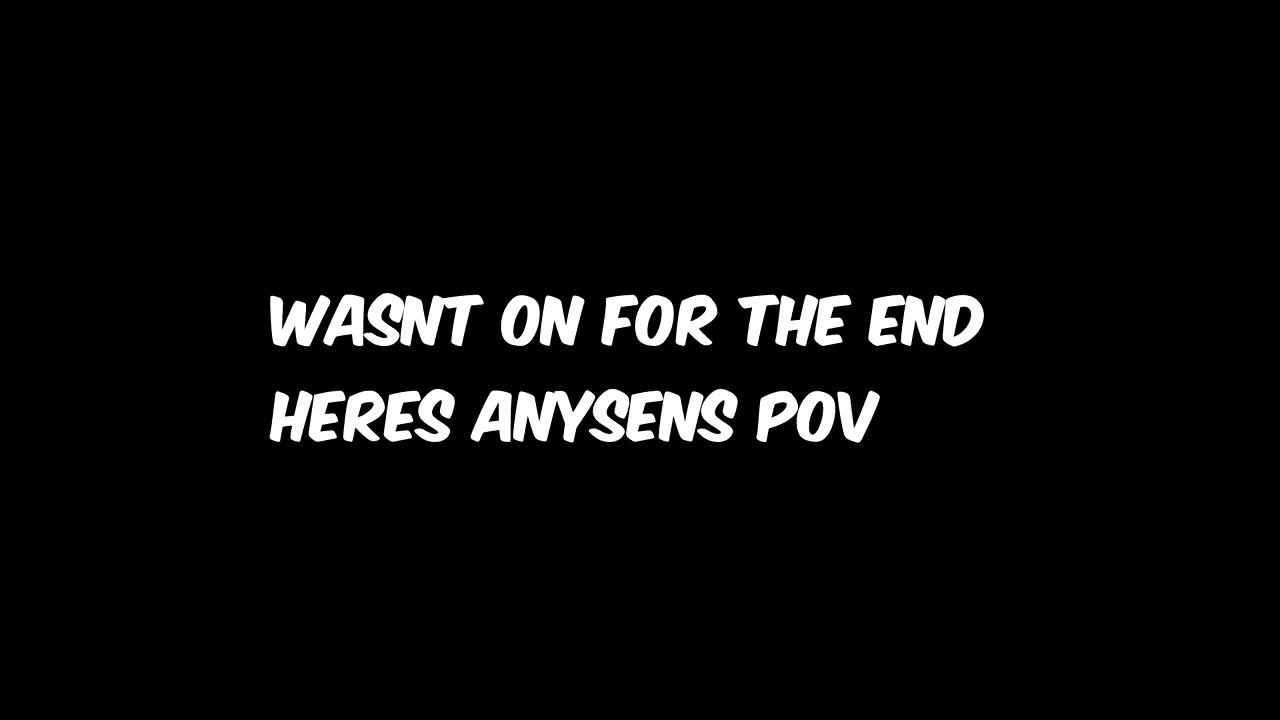 WASNT ON FOR THE END
HERES ANYSENS POV